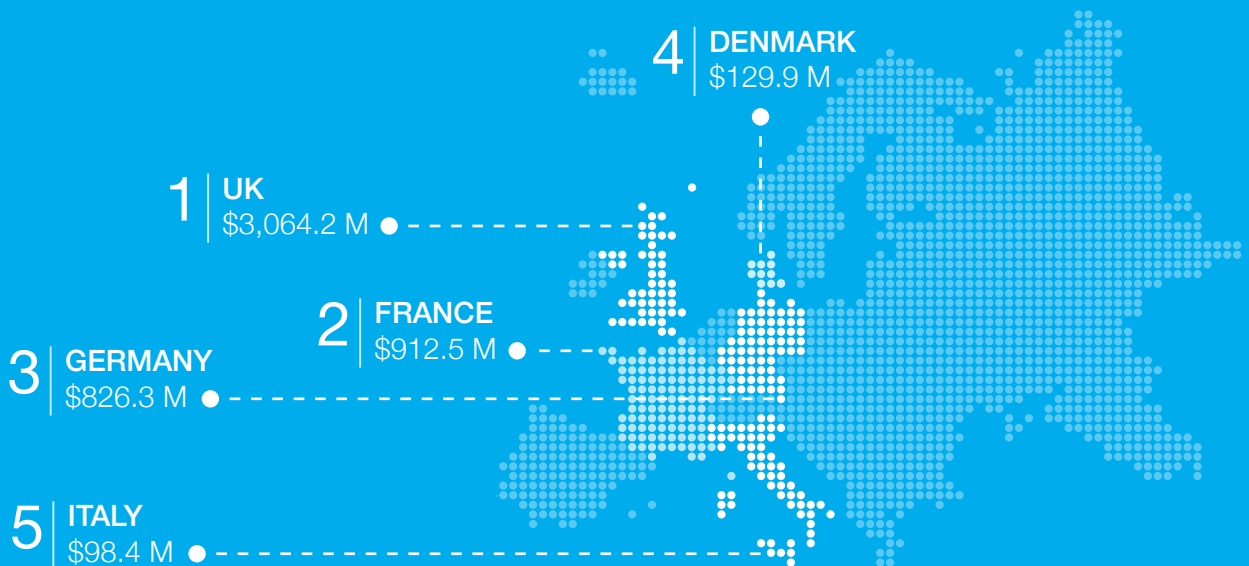 1
UK
$3,064.2 M
2
FRANCE
$912.5 M
3
GERMANY
$826.3 M
4
DENMARK
$129.9 M
5
ITALY
$98.4 M